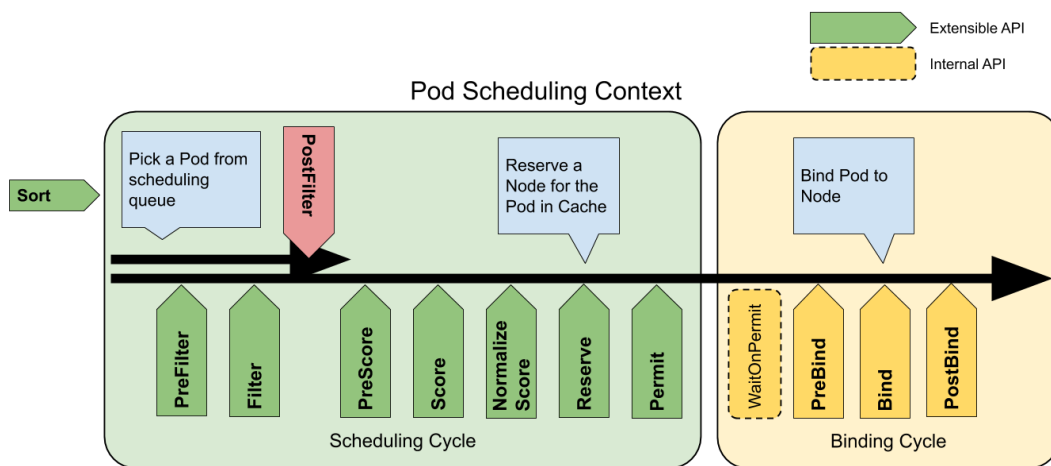 Extensible API
Internal API
Pod Scheduling Context
Pick a Pod from
scheduling
queue
PostFilter
Reserve a
Node for the
Pod in Cache
Bind Pod to
Node
Sort
PreFilter
Filter
PreScore
Score
Normalize
Score
Reserve
Permit
WaitOnPermit
PreBind
Bind
PostBind
Scheduling Cycle
Binding Cycle